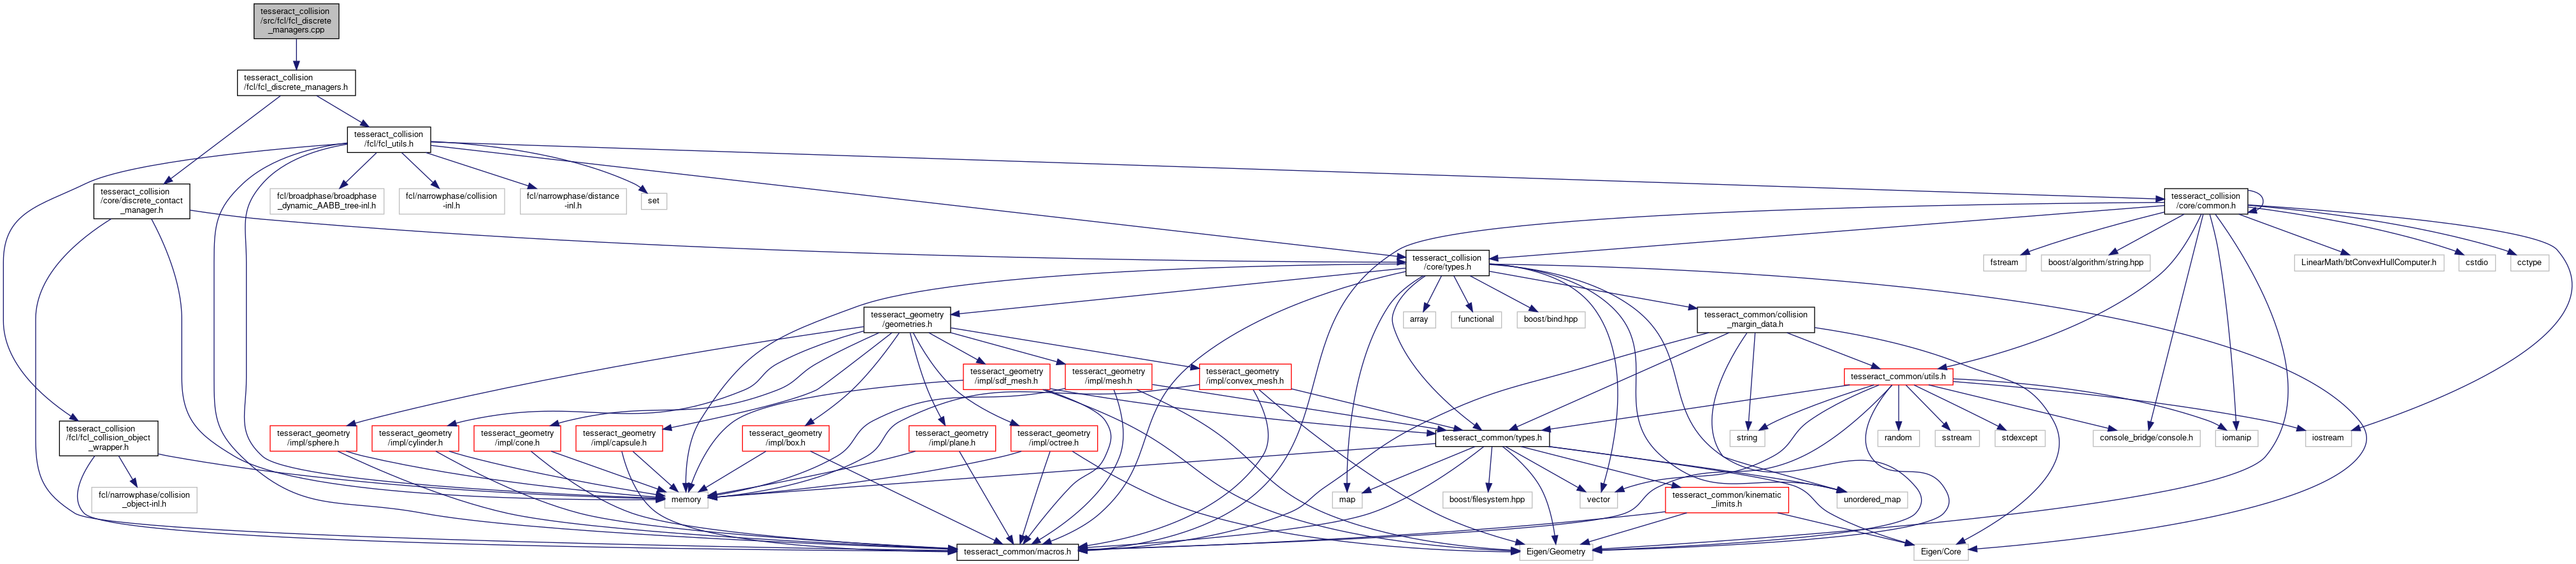 tesseract_collision
/src/fcl/fcl_discrete
_managers.cpp
tesseract_collision
/fcl/fcl_discrete_managers.h
tesseract_collision
/fcl/fcl_utils.h
tesseract_collision
/core/discrete_contact
_manager.h
fcl/broadphase/broadphase
_dynamic_AABB_tree-inl.h
fcl/narrowphase/collision
-inl.h
fcl/narrowphase/distance
-inl.h
set
tesseract_collision
/core/common.h
tesseract_collision
/core/types.h
fstream
boost/algorithm/string.hpp
LinearMath/btConvexHullComputer.h
cstdio
cctype
tesseract_geometry
/geometries.h
array
functional
boost/bind.hpp
tesseract_common/collision
_margin_data.h
tesseract_geometry
/impl/sdf_mesh.h
tesseract_geometry
/impl/mesh.h
tesseract_geometry
/impl/convex_mesh.h
tesseract_common/utils.h
tesseract_collision
/fcl/fcl_collision_object
_wrapper.h
tesseract_geometry
/impl/sphere.h
tesseract_geometry
/impl/cylinder.h
tesseract_geometry
/impl/cone.h
tesseract_geometry
/impl/capsule.h
tesseract_geometry
/impl/box.h
tesseract_geometry
/impl/plane.h
tesseract_geometry
/impl/octree.h
tesseract_common/types.h
string
random
sstream
stdexcept
console_bridge/console.h
iomanip
iostream
fcl/narrowphase/collision
_object-inl.h
memory
map
boost/filesystem.hpp
vector
tesseract_common/kinematic
_limits.h
unordered_map
tesseract_common/macros.h
Eigen/Geometry
Eigen/Core